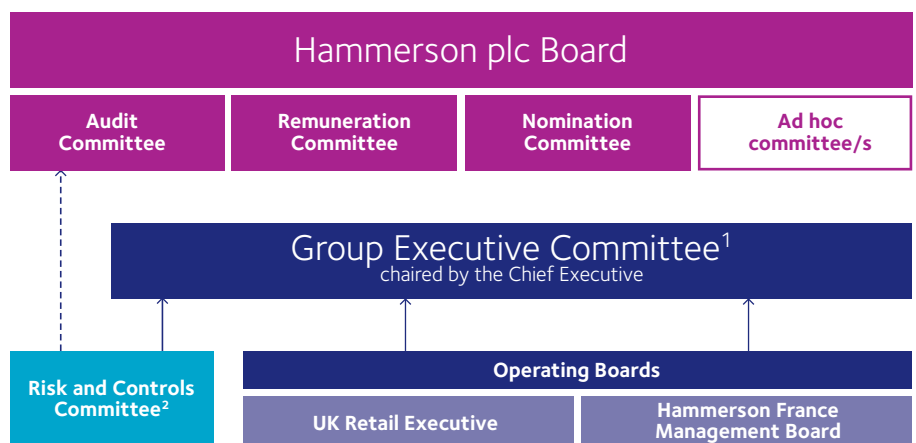 Hammerson plc Board
Audit
Committee
Remuneration
Committee
Nomination
Committee
Ad hoc
committee/s
Group Executive Committee¹
chaired by the Chief Executive
Risk and Controls
Committee²
Operating Boards
UK Retail Executive
Hammerson France
Management Board